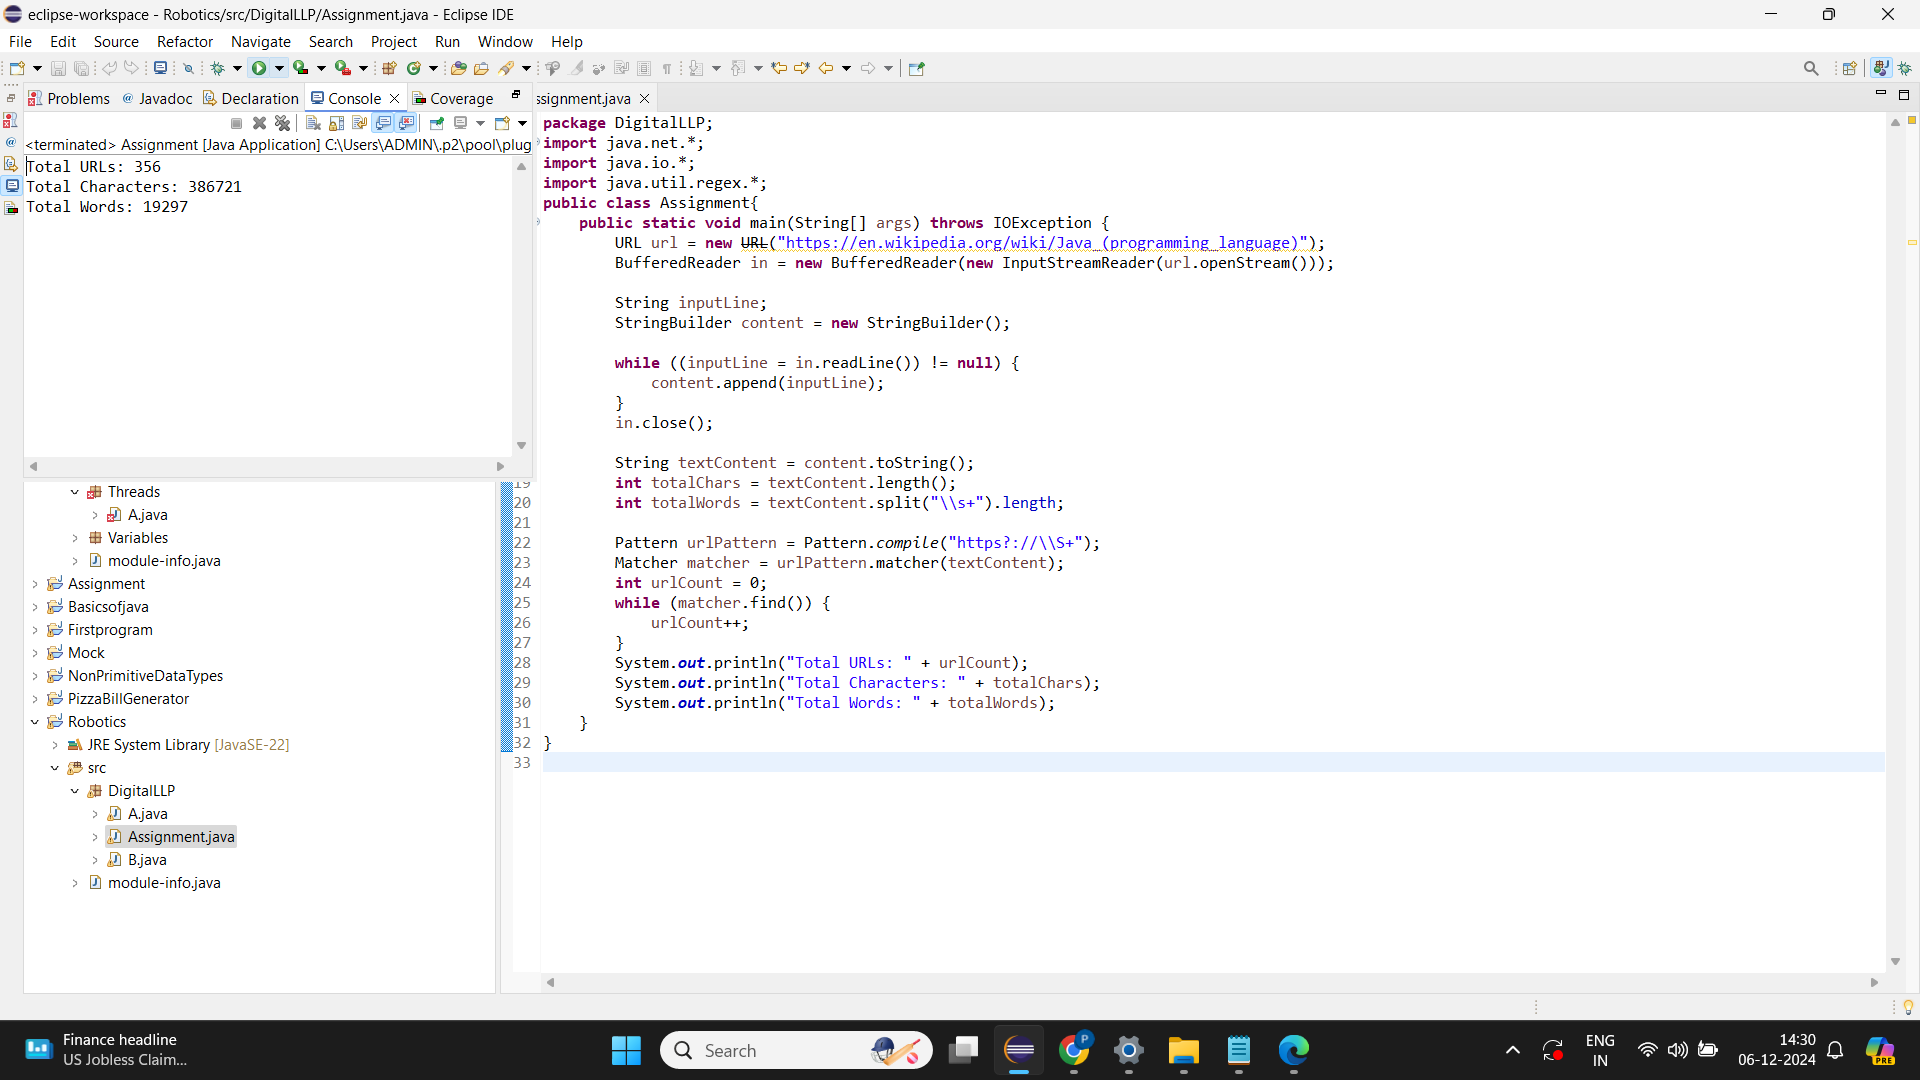 eclipse-workspace - Robotics/src/DigitalLLP/Assignment.java - Eclipse IDE
File Edit Source Refactor Navigate Search Project Run Window Help
Problems Javadoc Declaration Console Coverage
<terminated> Assignment [Java Application] C:\Users\ADMIN\.p2\pool\plug
Total URLs: 356
Total Characters: 386721
Total Words: 19297
Threads
A.java
Variables
module-info.java
Assignment
Basicsofjava
Firstprogram
Mock
NonPrimitiveDataTypes
PizzaBillGenerator
Robotics
JRE System Library [JavaSE-22]
src
DigitalLLP
A.java
Assignment.java
B.java
module-info.java
ssignment.java
package DigitalLLP;
import java.net.*;
import java.io.*;
import java.util.regex.*;
public class Assignment{
    public static void main(String[] args) throws IOException {
        URL url = new URL("https://en.wikipedia.org/wiki/Java_(programming_language)");
        BufferedReader in = new BufferedReader(new InputStreamReader(url.openStream()));
        String inputLine;
        StringBuilder content = new StringBuilder();
        while ((inputLine = in.readLine()) != null) {
            content.append(inputLine);
        }
        in.close();
        String textContent = content.toString();
19        int totalChars = textContent.length();
20        int totalWords = textContent.split("\\s+").length;
21
22        Pattern urlPattern = Pattern.compile("https?://\\S+");
23        Matcher matcher = urlPattern.matcher(textContent);
24        int urlCount = 0;
25        while (matcher.find()) {
26            urlCount++;
27        }
28        System.out.println("Total URLs: " + urlCount);
29        System.out.println("Total Characters: " + totalChars);
30        System.out.println("Total Words: " + totalWords);
31    }
32 }
33
Finance headline
US Jobless Claim...
Search
P
PRE
ENG
IN
14:30
06-12-2024